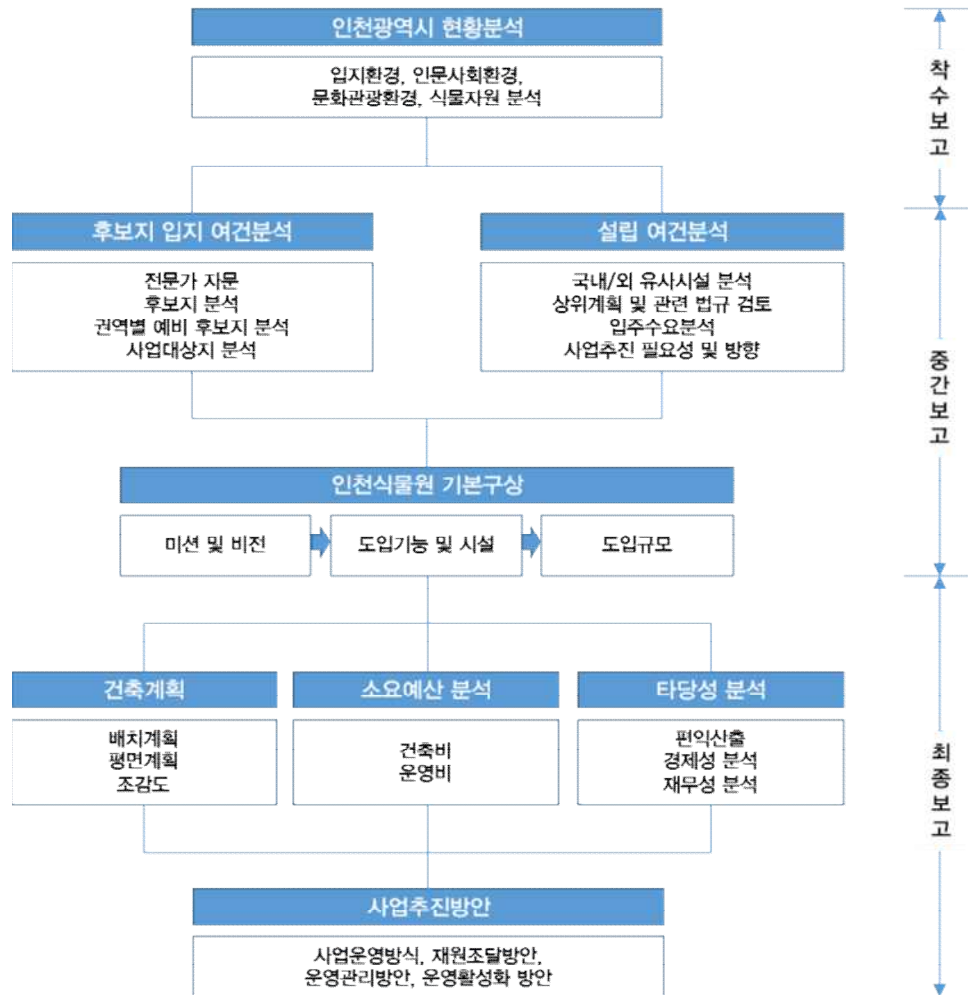 인천광역시 현황분석
입지환경, 인문사회환경,
문화관광환경, 식물자원 분석
착수보고
후보지 입지 여건분석
전문가 자문
후보지 분석
권역별 예비 후보지 분석
사업대상지 분석
설립 여건분석
국내/외 유사시설 분석
상위계획 및 관련 법규 검토
입주수요분석
사업추진 필요성 및 방향
중간보고
인천식물원 기본구상
미션 및 비전
도입기능 및 시설
도입규모
건축계획
배치계획
평면계획
조감도
소요예산 분석
건축비
운영비
타당성 분석
편익산출
경제성 분석
재무성 분석
최종보고
사업추진방안
사업운영방식, 재원조달방안,
운영관리방안, 운영활성화 방안